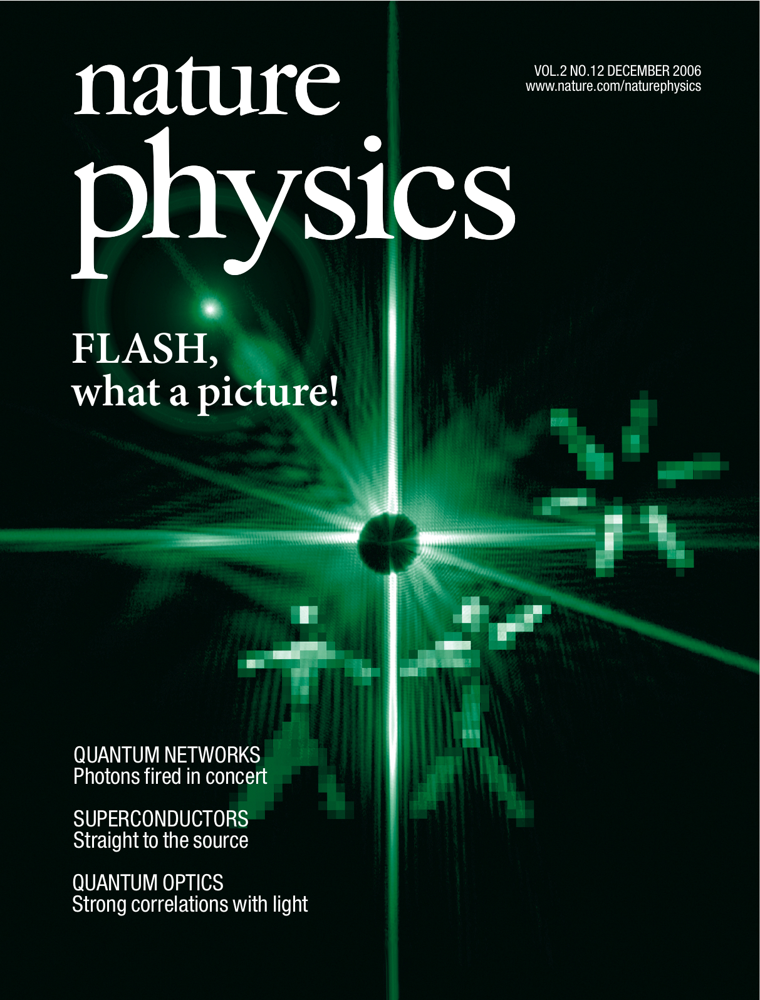 nature
physics
VOL.2 NO.12 DECEMBER 2006
www.nature.com/naturephysics
FLASH,
what a picture!
QUANTUM NETWORKS
Photons fired in concert
SUPERCONDUCTORS
Straight to the source
QUANTUM OPTICS
Strong correlations with light